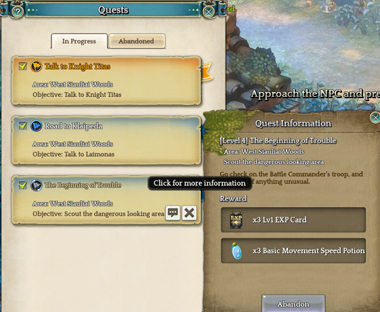 Quests
In Progress
Abandoned
Talk to Knight Titas
Area: West Siauliai Woods
Objective: Talk to Knight Titas
Road to Klaipeda
Area: West Siauliai Woods
Objective: Talk to Laimonas
The Beginning of Trouble
Area: West Siauliai Woods
Objective: Scout the dangerous looking area
Click for more information
Approach the NPC and pre
Quest Information
[Level 4] The Beginning of Trouble
Area: West Siauliai Woods
Scout the dangerous looking area
Go check on the Battle Commander's troop, and
of anything unusual.
Reward
x3 Lv1 EXP Card
x3 Basic Movement Speed Potion
Abandon